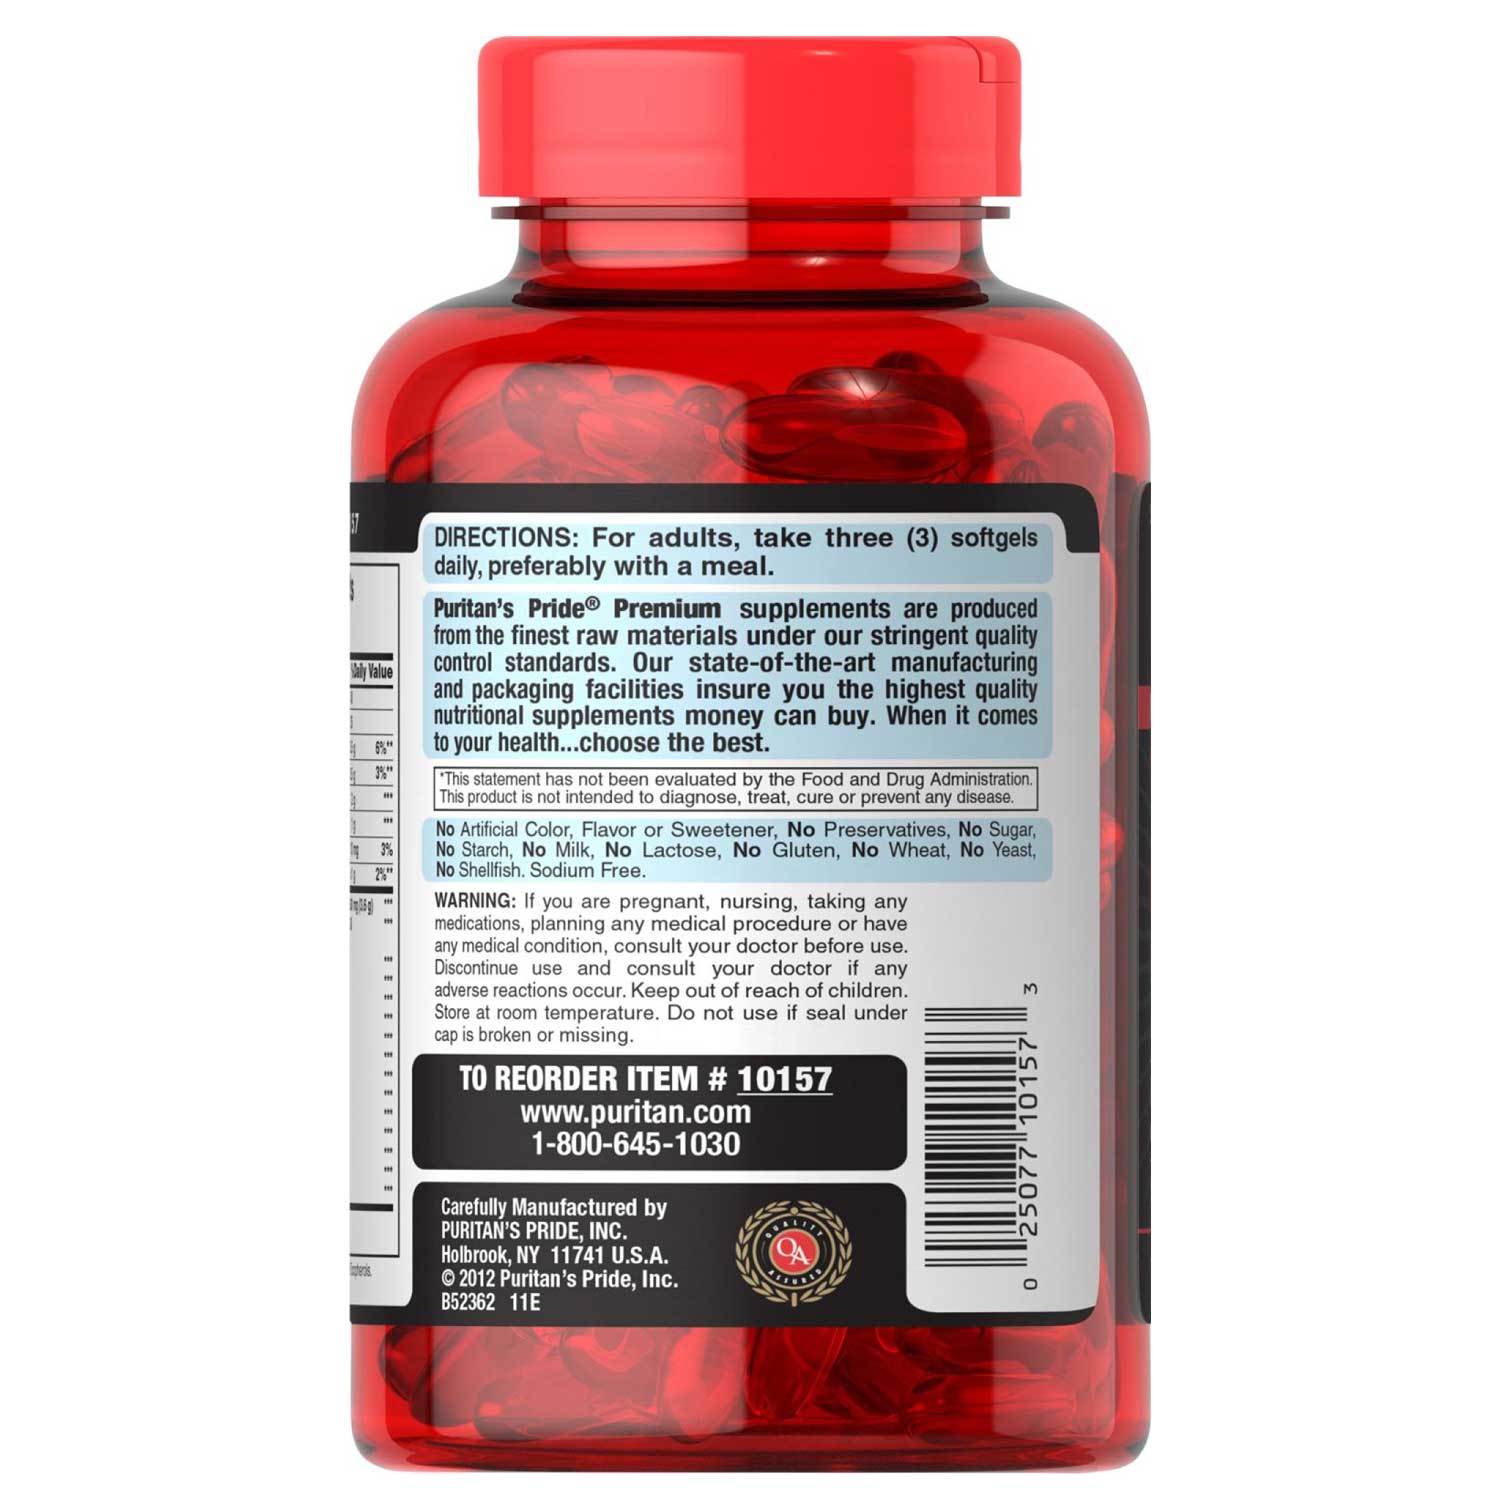 57
%Daily Value
6%**
3%**
***
***
3%
2%**
***
***
***
***
***
***
***
***
***
***
***
***
***
***
DIRECTIONS: For adults, take three (3) softgels
daily, preferably with a meal.
Puritan's Pride® Premium supplements are produced
from the finest raw materials under our stringent quality
control standards. Our state-of-the-art manufacturing
and packaging facilities insure you the highest quality
nutritional supplements money can buy. When it comes
to your health...choose the best.
*This statement has not been evaluated by the Food and Drug Administration.
This product is not intended to diagnose, treat, cure or prevent any disease.
No Artificial Color, Flavor or Sweetener, No Preservatives, No Sugar,
No Starch, No Milk, No Lactose, No Gluten, No Wheat, No Yeast,
No Shellfish. Sodium Free.
WARNING: If you are pregnant, nursing, taking any
medications, planning any medical procedure or have
any medical condition, consult your doctor before use.
Discontinue use and consult your doctor if any
adverse reactions occur. Keep out of reach of children.
Store at room temperature. Do not use if seal under
cap is broken or missing.
TO REORDER ITEM # 10157
www.puritan.com
1-800-645-1030
Carefully Manufactured by
PURITAN'S PRIDE, INC.
Holbrook, NY 11741 U.S.A.
© 2012 Puritan's Pride, Inc.
B52362 11E
QUALITY
QA
ASSURED
0 25077 10157 3